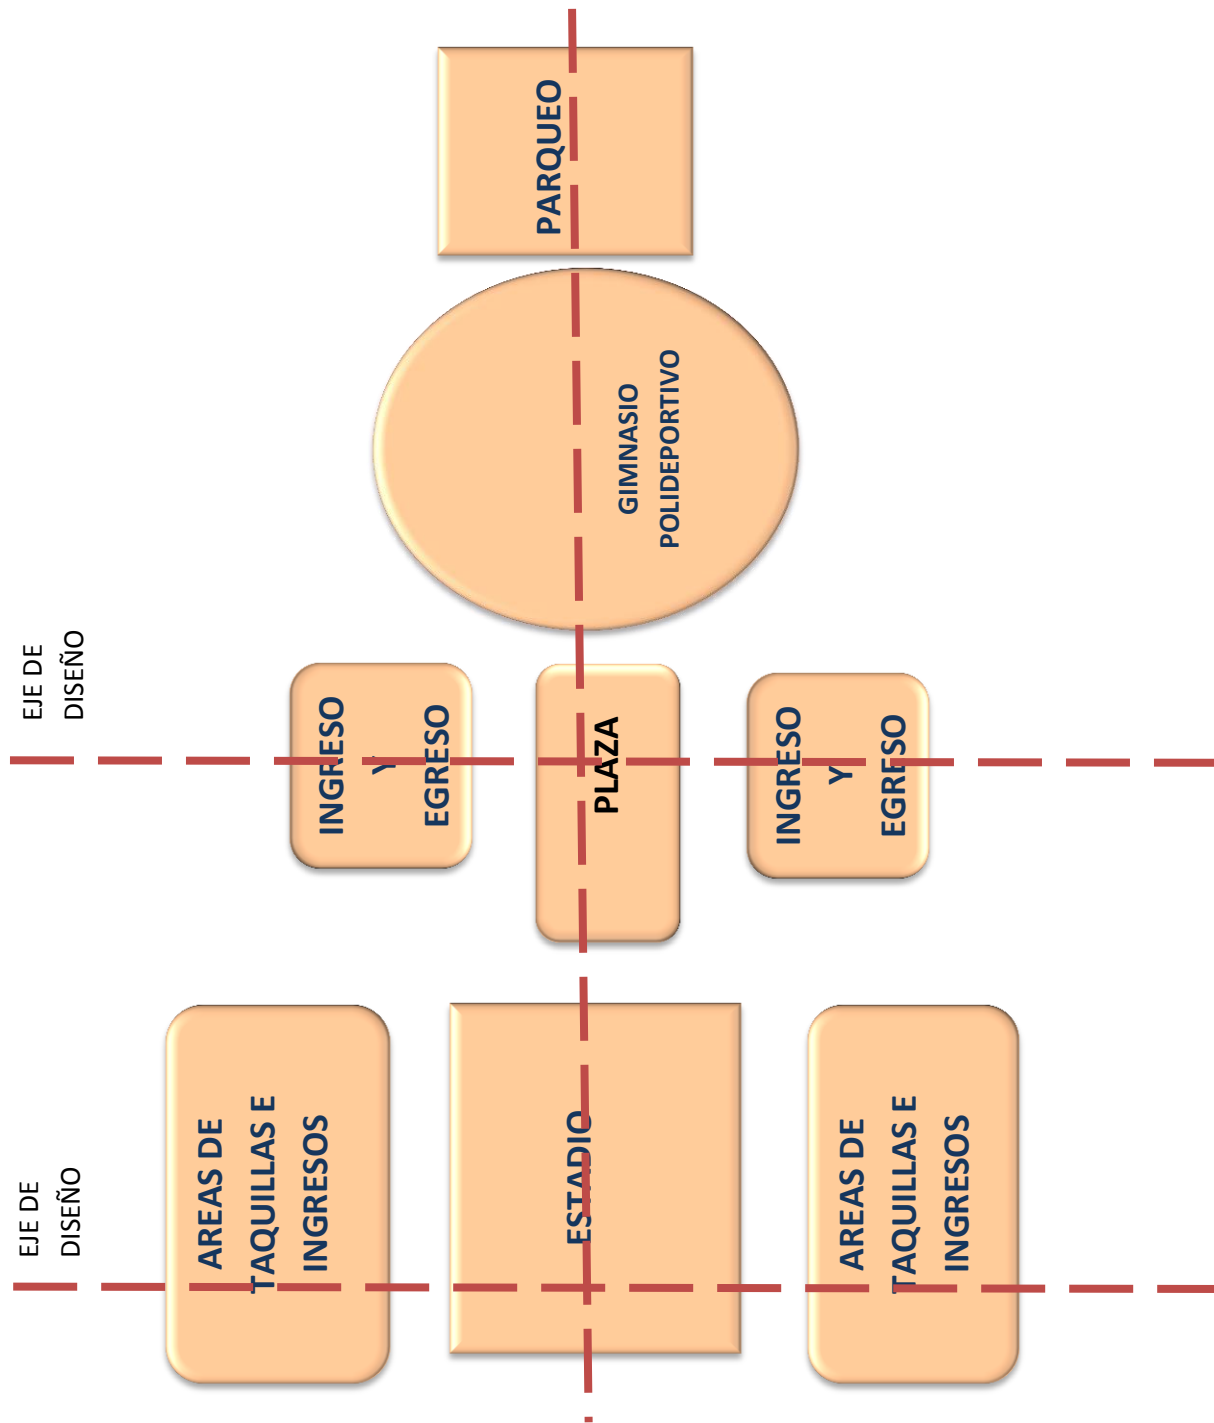 EJE DE
DISEÑO
EJE DE
DISEÑO
AREAS DE
TAQUILLAS E
INGRESOS
INGRESO
Y
EGRESO
ESTADIO
PLAZA
GIMNASIO
POLIDEPORTIVO
PARQUEO
AREAS DE
TAQUILLAS E
INGRESOS
INGRESO
Y
EGRESO